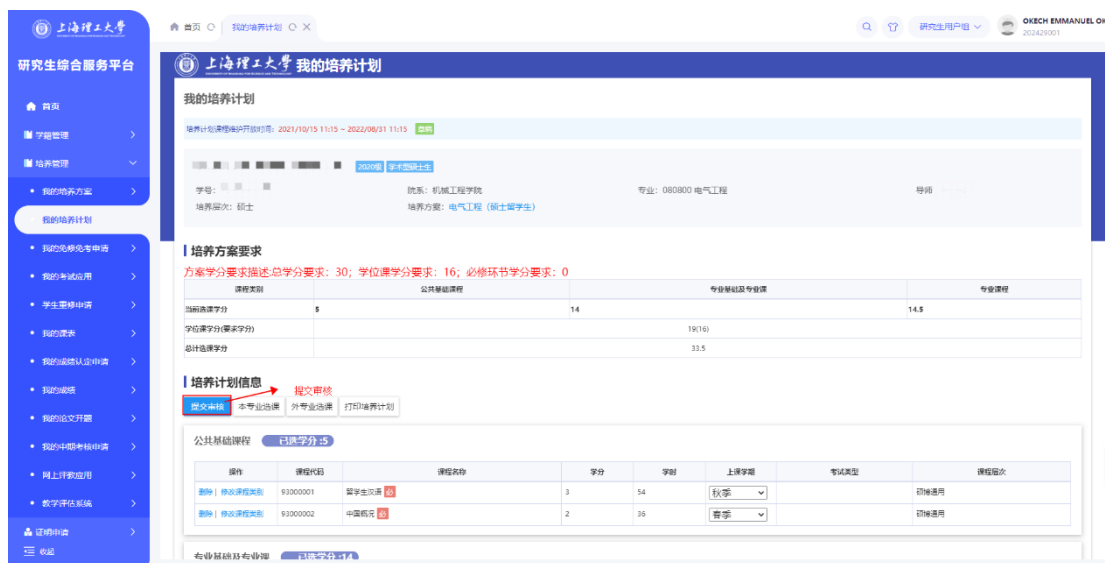 上海理工大学
首页 我的培养计划
研究生用户组
OKECH EMMANUEL OK
202429001
研究生综合服务平台
上海理工大学 我的培养计划
首页
学籍管理
培养管理
我的培养方案
我的培养计划
我的免修免考申请
我的考试应用
学生重修申请
我的课表
我的成绩认定申请
我的成绩
我的论文开题
我的中期考核申请
网上评教应用
教学评估系统
证明申请
收起
我的培养计划
培养计划课程维护开放时间: 2021/10/15 11:15 ~ 2022/08/31 11:15
2020级 学术型硕士生
学号: 院系: 机械工程学院 专业: 080800 电气工程 导师
培养层次: 硕士 培养方案: 电气工程（硕士留学生）
培养方案要求
方案学分要求描述:总学分要求: 30; 学位课学分要求: 16; 必修环节学分要求: 0
课程类别 公共基础课程 专业基础及专业课 专业课程
当前选课学分 5 14 14.5
学位课学分(要求学分) 19(16)
总计选课学分 33.5
培养计划信息
提交审核
提交审核 本专业选课 外专业选课 打印培养计划
公共基础课程 已选学分:5
操作 课程代码 课程名称 学分 学时 上课学期 考试类型 课程层次
删除 | 修改课程类别 93000001 留学生汉语 必 3 54 秋季 硕博通用
删除 | 修改课程类别 93000002 中国概况 必 2 36 春季 硕博通用
专业基础及专业课 已选学分:14